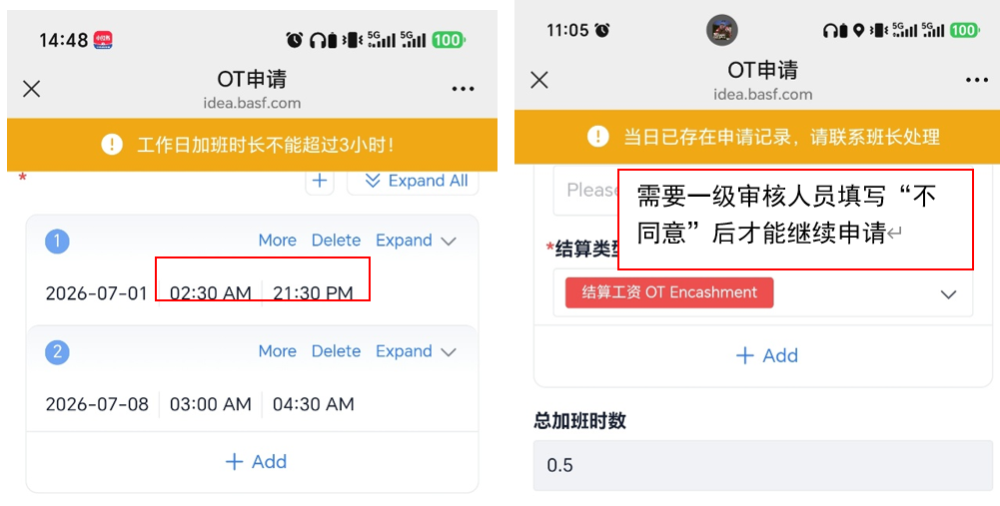 14:48
5G 5G 100
OT申请
idea.basf.com
工作日加班时长不能超过3小时!
*
+ Expand All
1 More Delete Expand
2026-07-01 02:30 AM 21:30 PM
2 More Delete Expand
2026-07-08 03:00 AM 04:30 AM
+ Add
11:05
5G 5G 100
OT申请
idea.basf.com
当日已存在申请记录，请联系班长处理
需要一级审核人员填写“不
同意”后才能继续申请↵
*结算类
结算工资 OT Encashment
+ Add
总加班时数
0.5